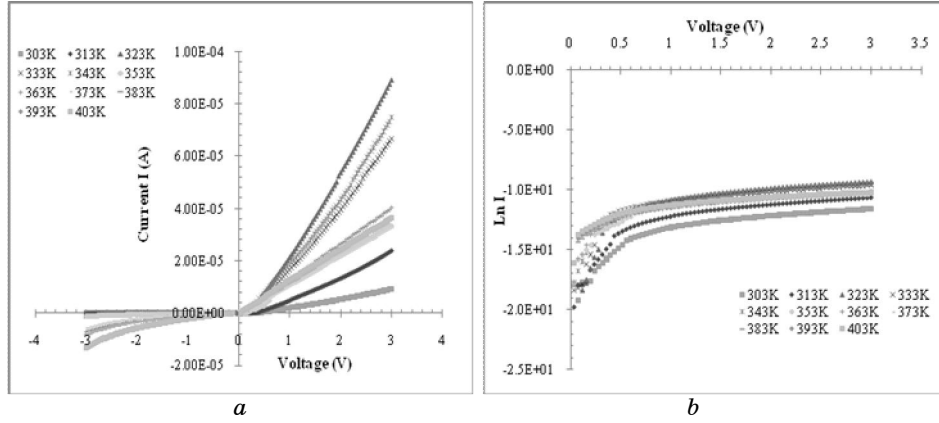 303K 313K 323K
333K 343K 353K
363K 373K 383K
393K 403K
1.00E-04
8.00E-05
6.00E-05
4.00E-05
2.00E-05
0.00E+00
-2.00E-05
Current I (A)
-4 -3 -2 -1 0 1 2 3 4
Voltage (V)
a
Voltage (V)
0 0.5 1 1.5 2 2.5 3 3.5
0.0E+00
-5.0E+00
-1.0E+01
-1.5E+01
-2.0E+01
-2.5E+01
Ln I
303K 313K 323K 333K
343K 353K 363K 373K
383K 393K 403K
b